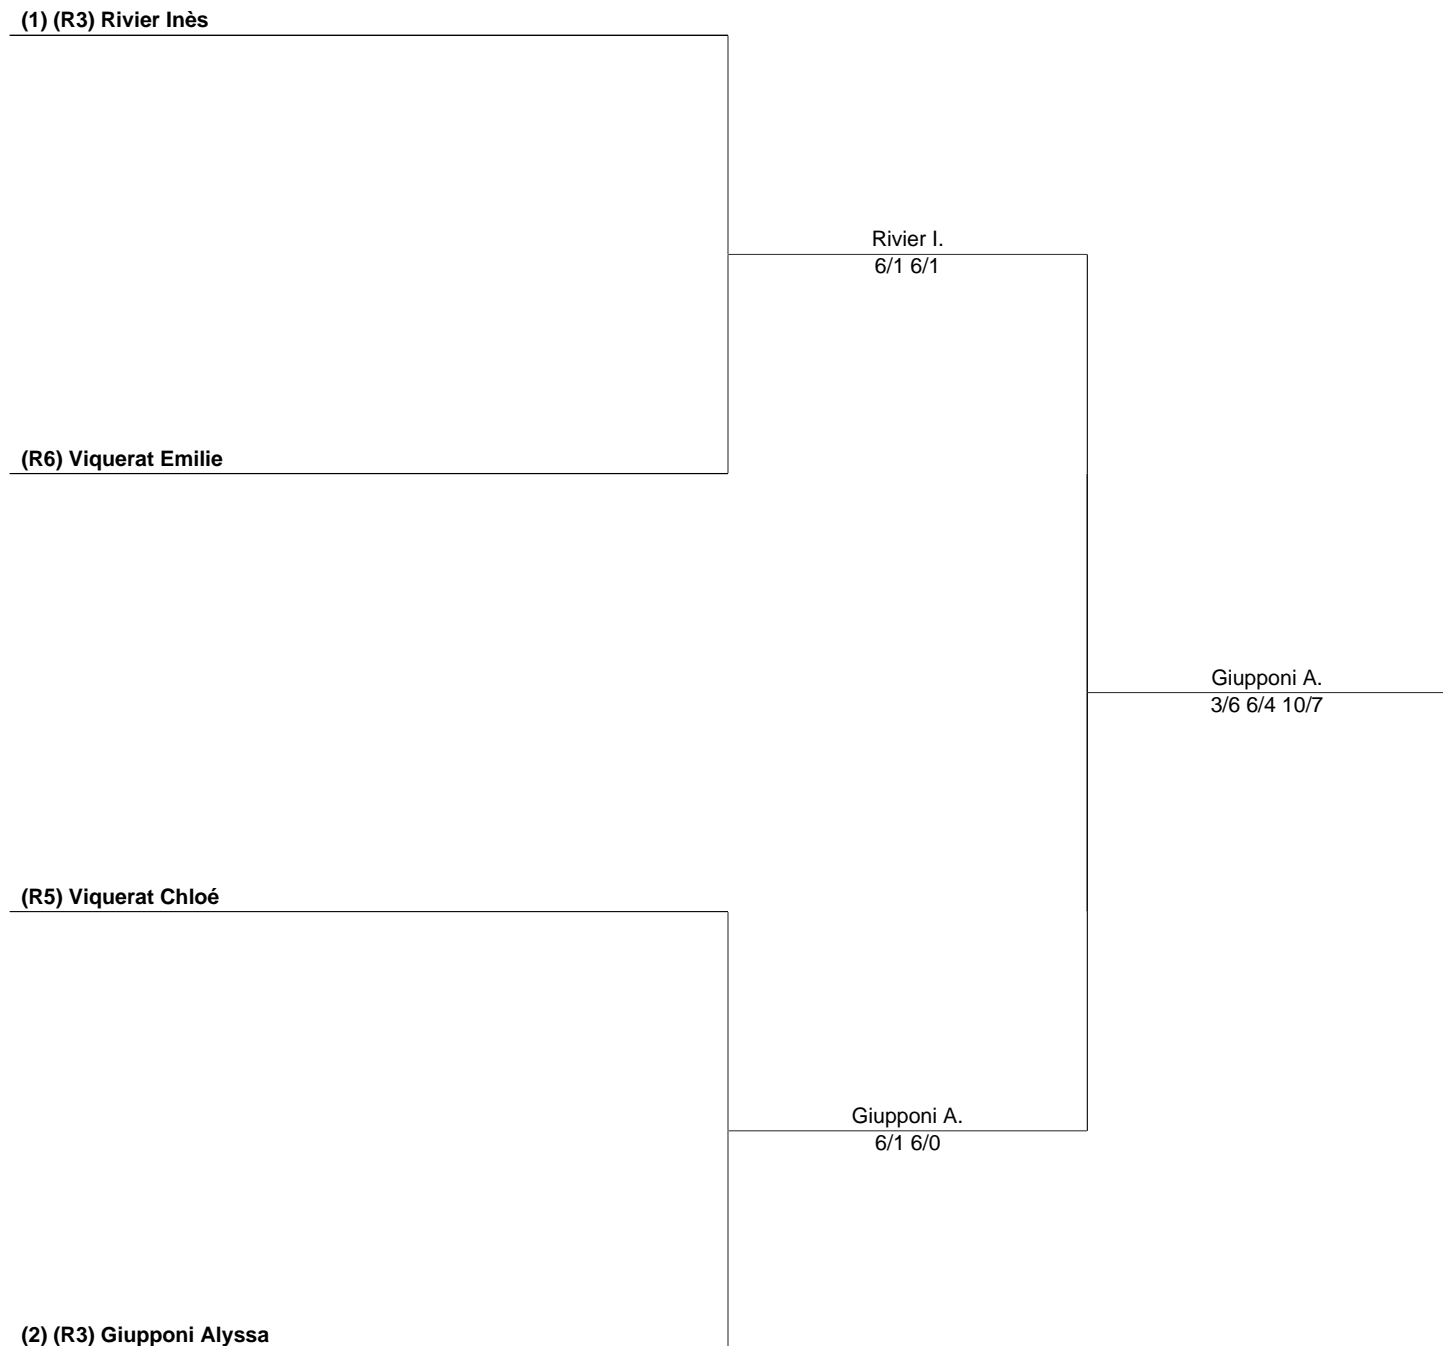 (1) (R3) Rivier Inès
Rivier I.
6/1 6/1
(R6) Viquerat Emilie
Giupponi A.
3/6 6/4 10/7
(R5) Viquerat Chloé
Giupponi A.
6/1 6/0
(2) (R3) Giupponi Alyssa